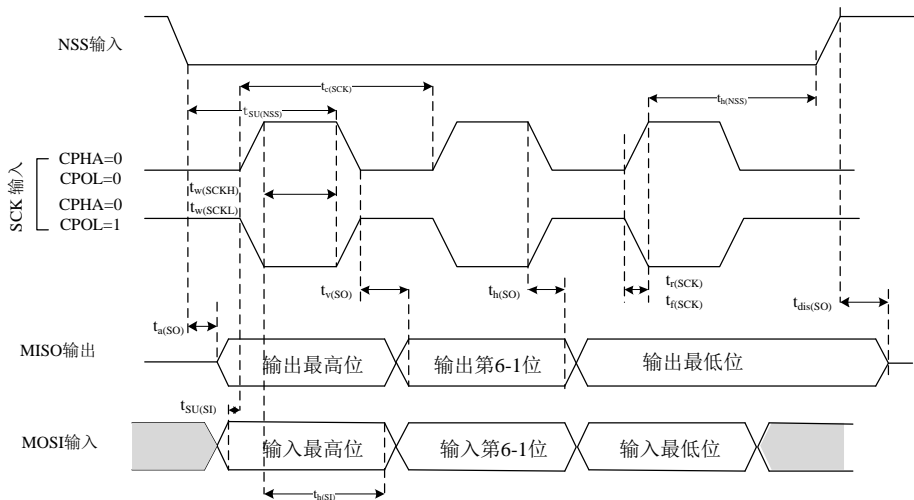 NSS输入
tc(SCK)
tSU(NSS)
th(NSS)
SCK 输入
CPHA=0
CPOL=0
tw(SCKH)
tw(SCKL)
CPHA=0
CPOL=1
tv(SO)
th(SO)
tr(SCK)
tf(SCK)
tdis(SO)
ta(SO)
MISO输出
输出最高位
输出第6-1位
输出最低位
tSU(SI)
MOSI输入
输入最高位
输入第6-1位
输入最低位
th(SI)